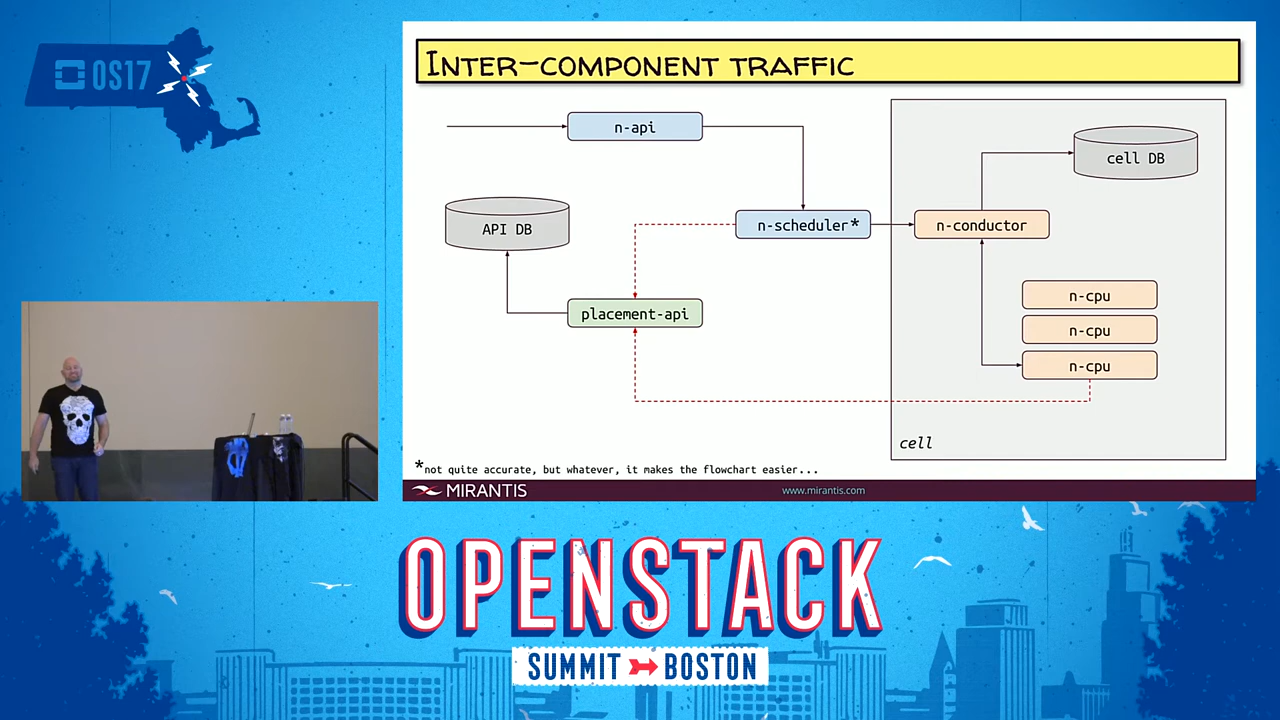 OS17
INTER-COMPONENT TRAFFIC
n-api
cell DB
API DB
n-scheduler*
n-conductor
n-cpu
placement-api
n-cpu
n-cpu
cell
*not quite accurate, but whatever, it makes the flowchart easier...
MIRANTIS
www.mirantis.com
OPENSTACK
SUMMIT BOSTON